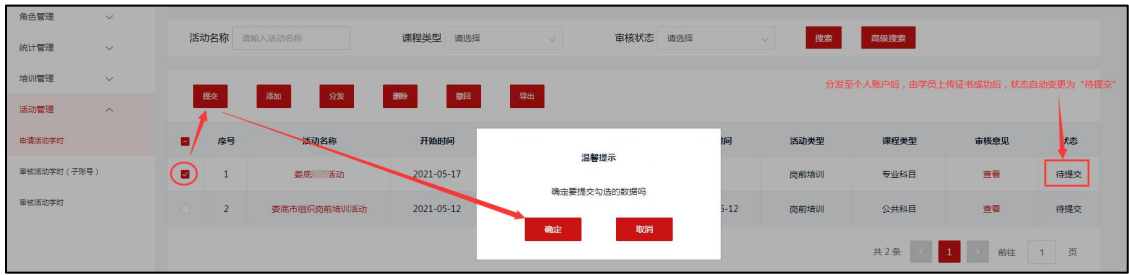 角色管理
统计管理
培训管理
活动管理
申请活动学时
审核活动学时（子账号）
审核活动学时
活动名称 请输入活动名称 课程类型 请选择 审核状态 请选择 搜索 高级搜索
分发至个人账户后，由学员上传证书成功后，状态自动变更为“待提交”
提交 添加 分发 删除 撤回 导出
序号 活动名称 开始时间 时间 活动类型 课程类型 审核意见 状态
1 娄底 活动 2021-05-17 岗前培训 专业科目 查看 待提交
2 娄底市组织岗前培训活动 2021-05-12 5-12 岗前培训 公共科目 查看 待提交
温馨提示
确定要提交勾选的数据吗
确定 取消
共 2 条 < 1 > 前往 1 页